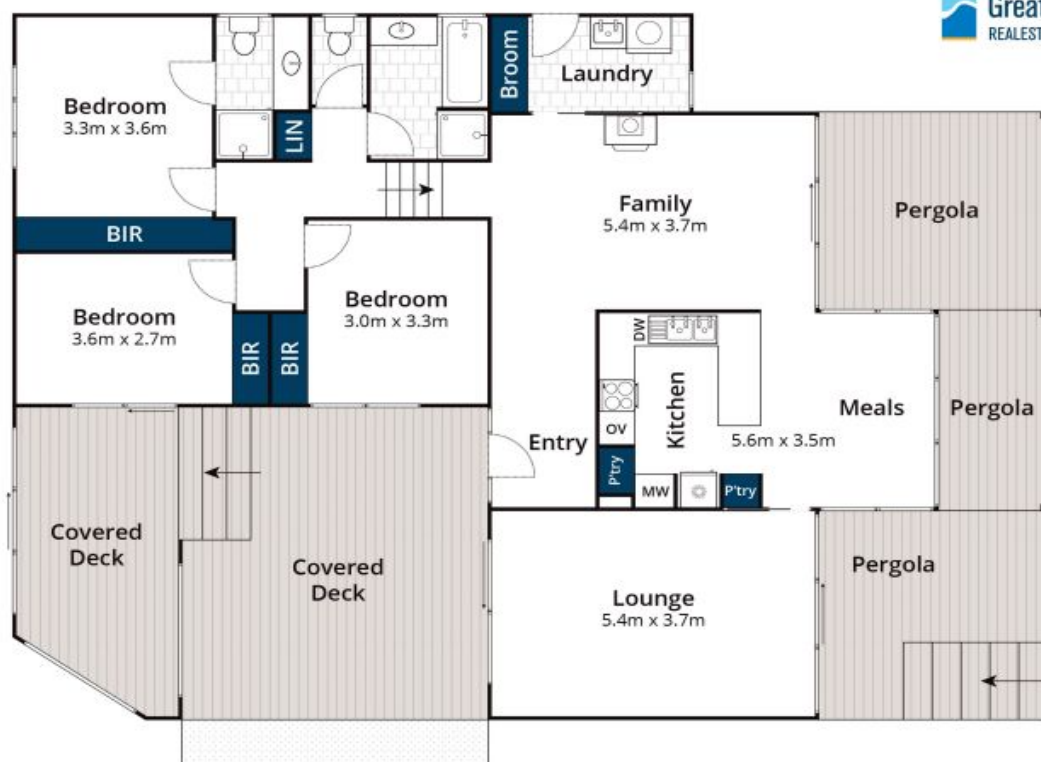 Great
REALEST
Bedroom
3.3m x 3.6m
LIN
Broom
Laundry
BIR
Family
5.4m x 3.7m
Pergola
Bedroom
3.6m x 2.7m
BIR
BIR
Bedroom
3.0m x 3.3m
DW
Kitchen
OV
P'try
MW
P'try
Meals
5.6m x 3.5m
Pergola
Entry
Covered
Deck
Covered
Deck
Lounge
5.4m x 3.7m
Pergola